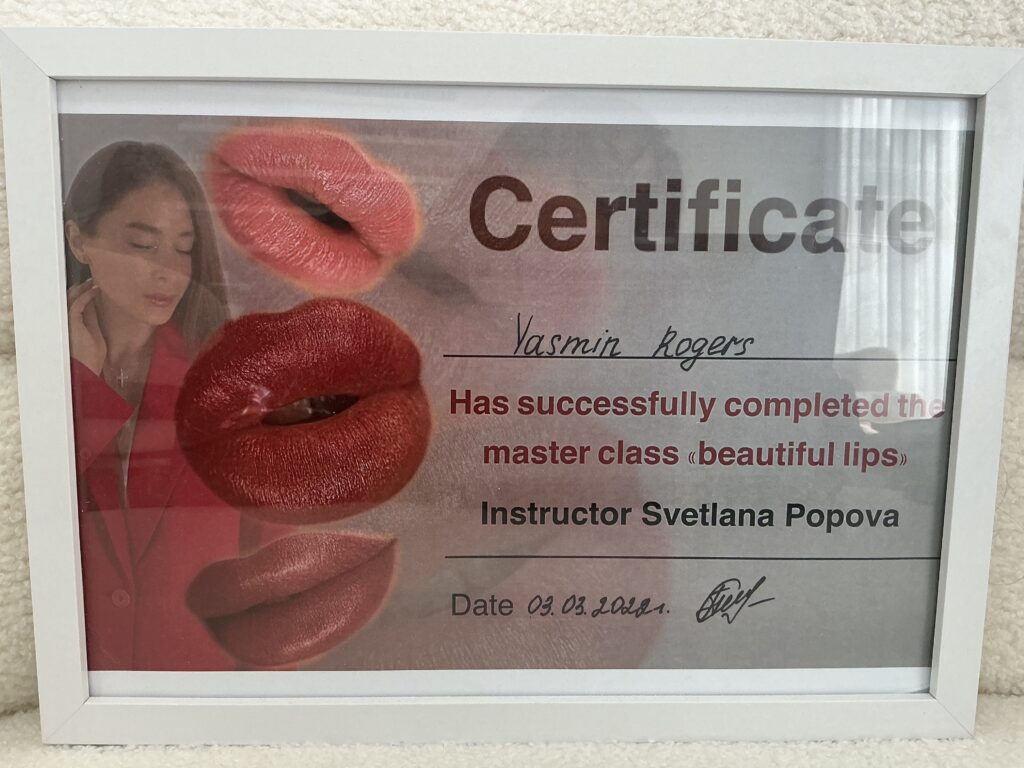 Certificate
Yasmin Rogers
Has successfully completed the
master class «beautiful lips»
Instructor Svetlana Popova
Date 03.03.2022г.